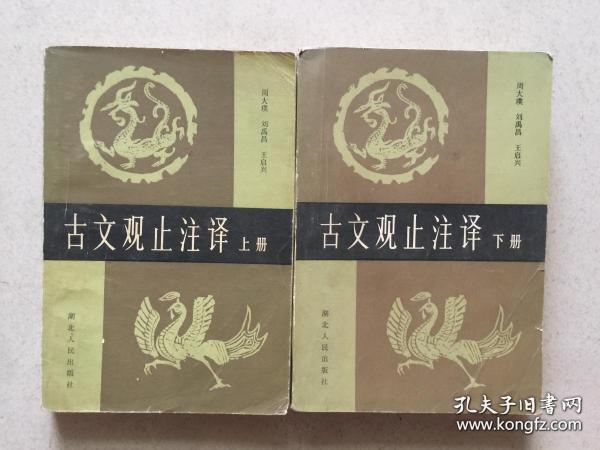 周大璞 刘禹昌 王启兴
古文观止注译 上册
湖北人民出版社
周大璞 刘禹昌 王启兴
古文观止注译 下册
湖北人民出版社
孔夫子旧书网
www.kongfz.com